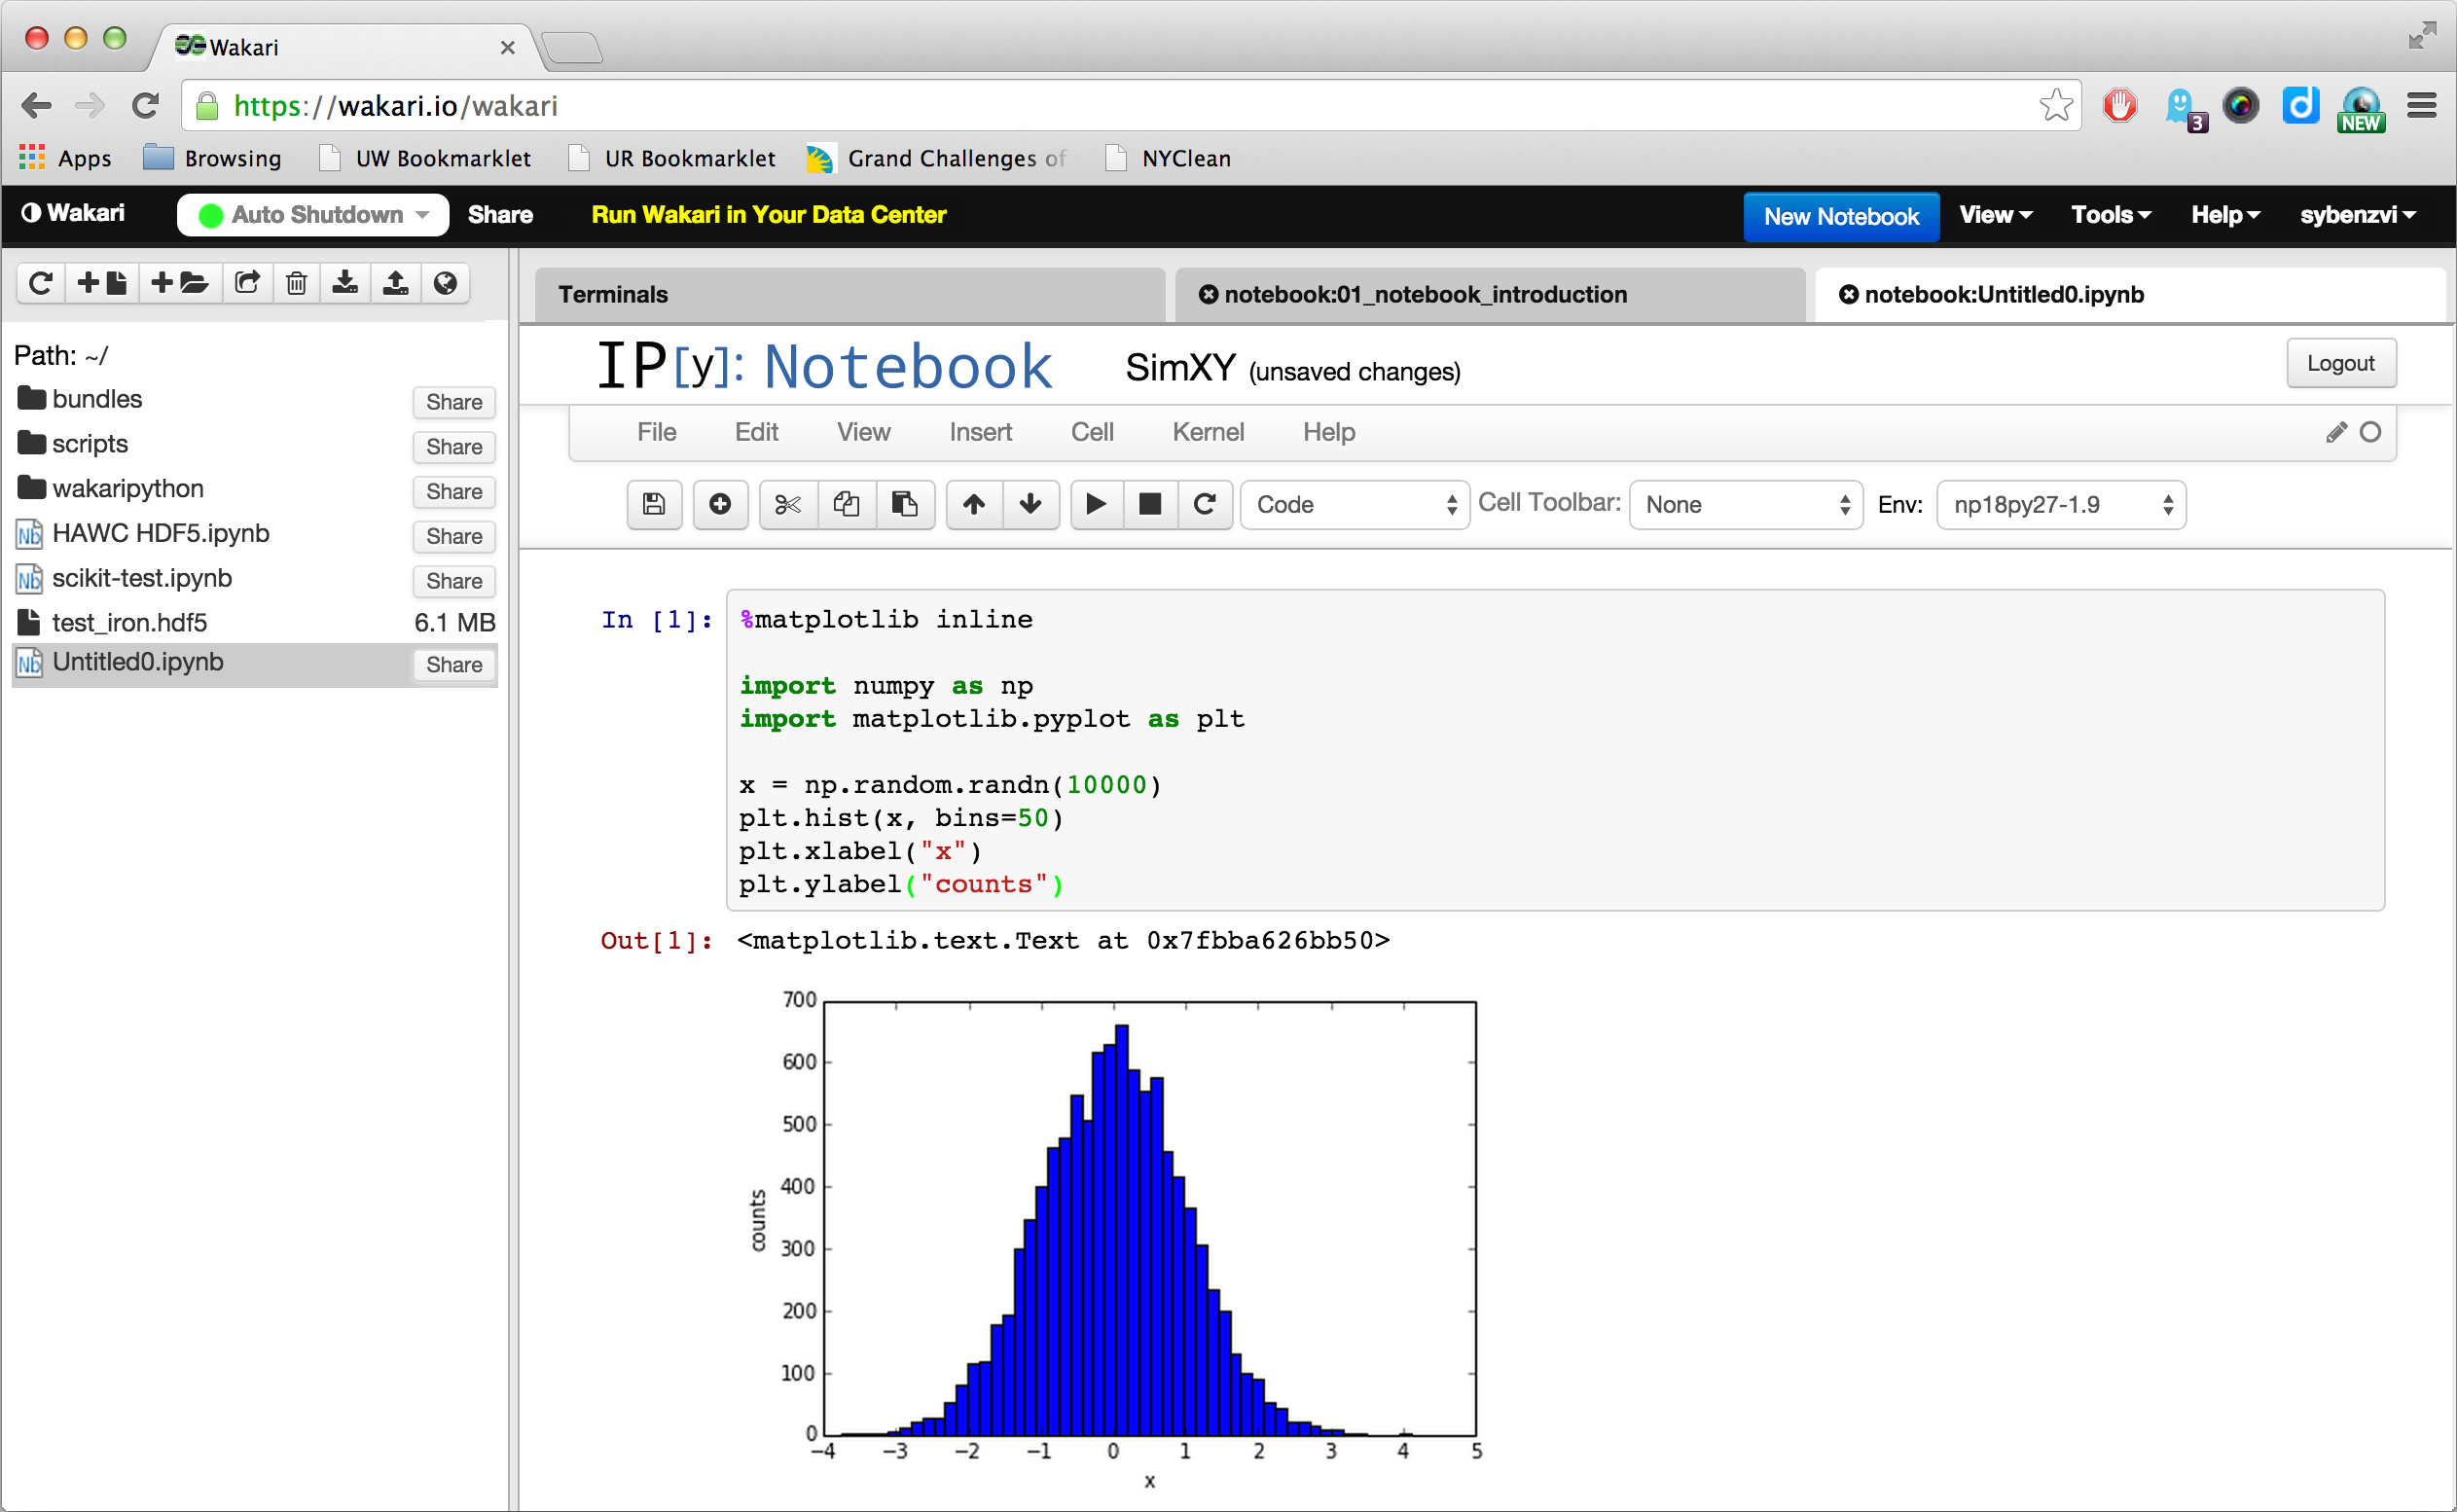 Wakari
https://wakari.io/wakari
3
NEW
Apps Browsing UW Bookmarklet UR Bookmarklet Grand Challenges of NYClean
Wakari Auto Shutdown Share Run Wakari in Your Data Center New Notebook View Tools Help sybenzvi
Terminals notebook:01_notebook_introduction notebook:Untitled0.ipynb
Path: ~/
bundles Share
scripts Share
wakaripython Share
Nb HAWC HDF5.ipynb Share
Nb scikit-test.ipynb Share
test_iron.hdf5 6.1 MB
Nb Untitled0.ipynb Share
IP[y]: Notebook SimXY (unsaved changes) Logout
File Edit View Insert Cell Kernel Help
Code Cell Toolbar: None Env: np18py27-1.9
In [1]: %matplotlib inline
import numpy as np
import matplotlib.pyplot as plt
x = np.random.randn(10000)
plt.hist(x, bins=50)
plt.xlabel("x")
plt.ylabel("counts")
Out[1]: <matplotlib.text.Text at 0x7fbba626bb50>
700
600
500
400
300
200
100
0
counts
−4 −3 −2 −1 0 1 2 3 4 5
x